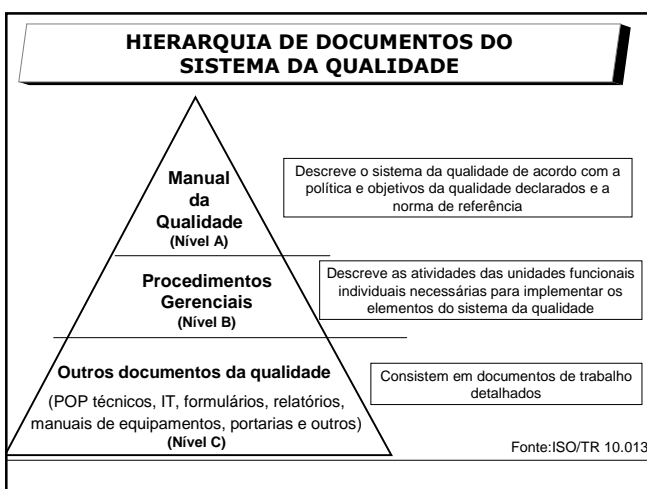 HIERARQUIA DE DOCUMENTOS DO
SISTEMA DA QUALIDADE
Manual
da
Qualidade
(Nível A)
Descreve o sistema da qualidade de acordo com a
política e objetivos da qualidade declarados e a
norma de referência
Procedimentos
Gerenciais
(Nível B)
Descreve as atividades das unidades funcionais
individuais necessárias para implementar os
elementos do sistema da qualidade
Outros documentos da qualidade
(POP técnicos, IT, formulários, relatórios,
manuais de equipamentos, portarias e outros)
(Nível C)
Consistem em documentos de trabalho
detalhados
Fonte:ISO/TR 10.013